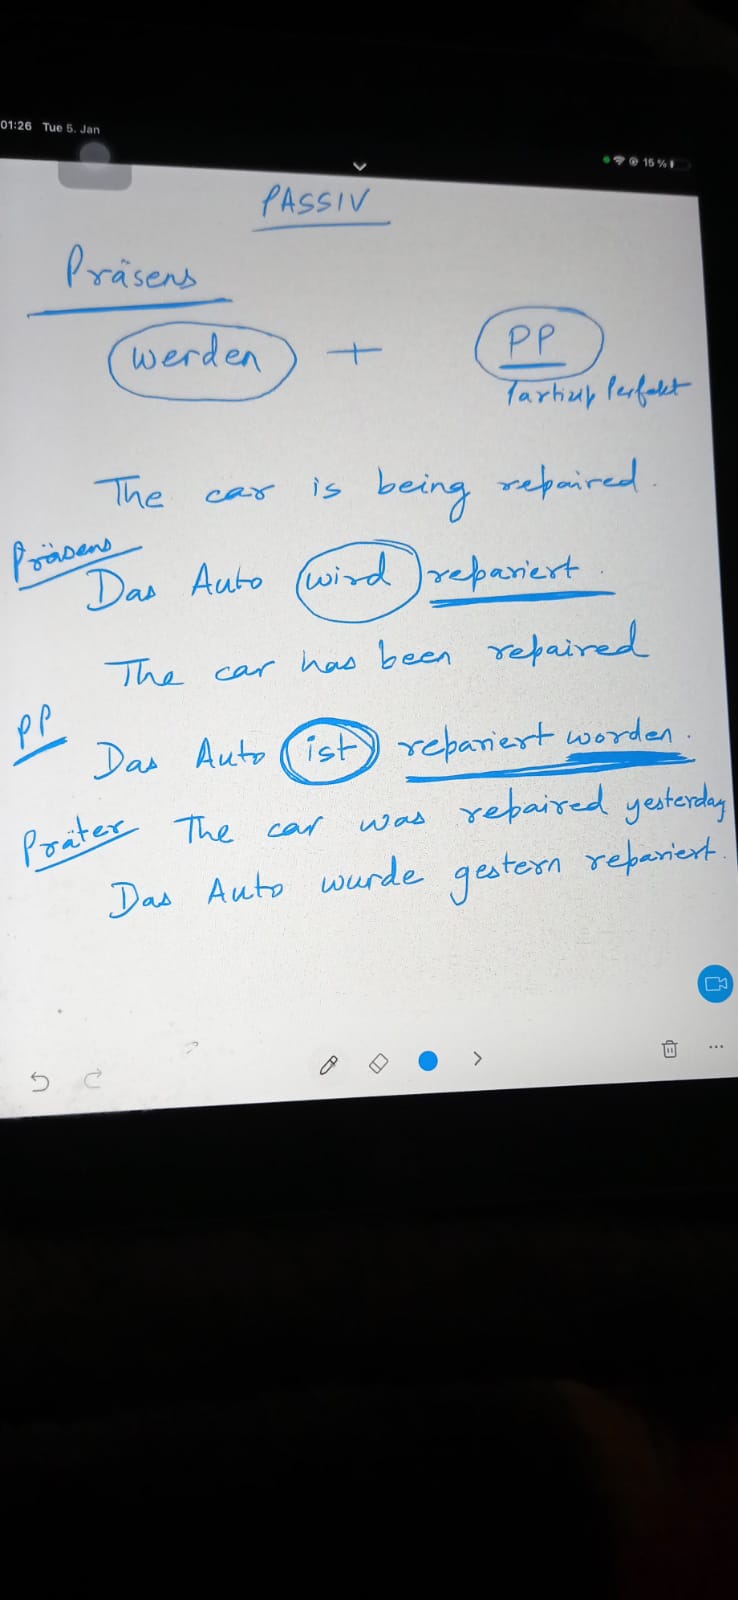 01:26 Tue 5. Jan
15 %
PASSIV
Präsens
werden + PP
Partizip Perfekt
The car is being repaired.
Präsens
Das Auto wird repariert.
The car has been repaired
PP
Das Auto ist repariert worden.
Präter The car was repaired yesterday
Das Auto wurde gestern repariert.